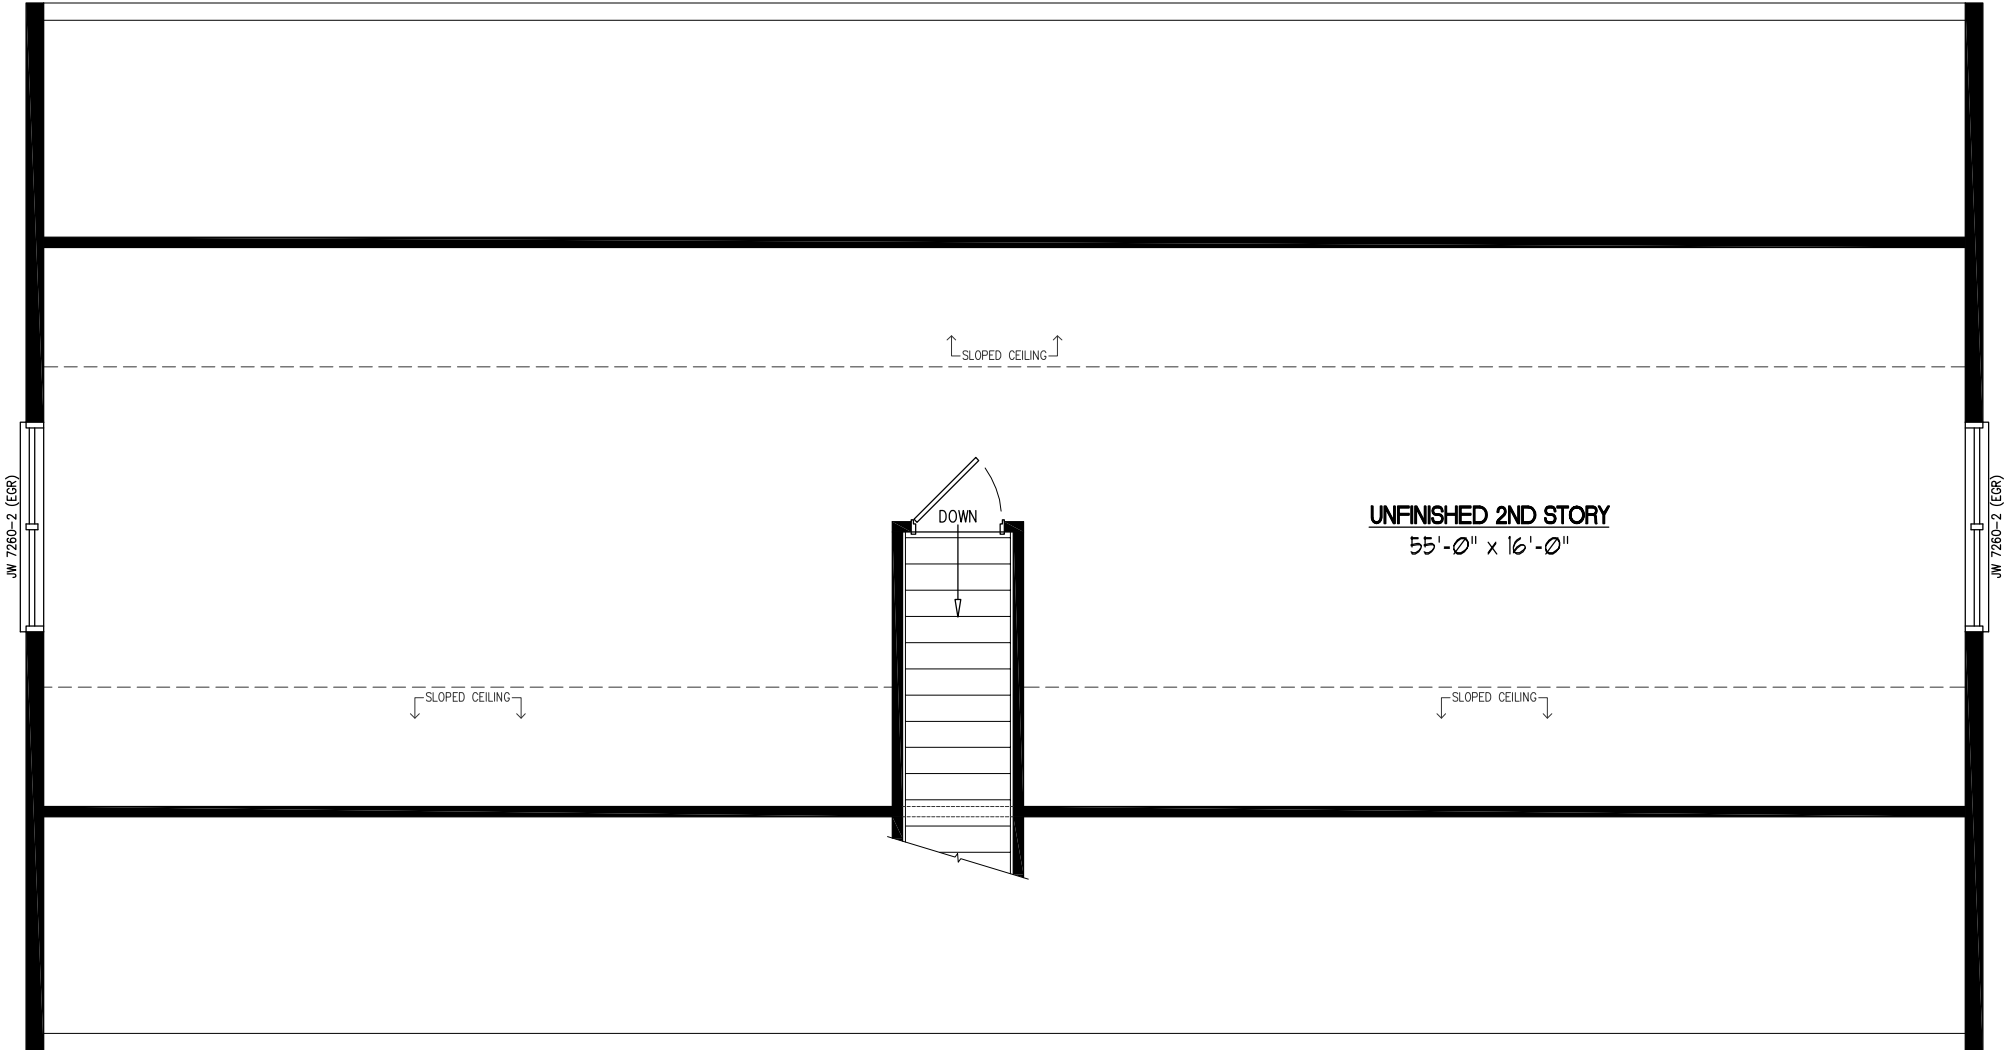 SLOPED CEILING
JW 7260-2 (EGR)
DOWN
UNFINISHED 2ND STORY
55'-0" x 16'-0"
JW 7260-2 (EGR)
SLOPED CEILING
SLOPED CEILING